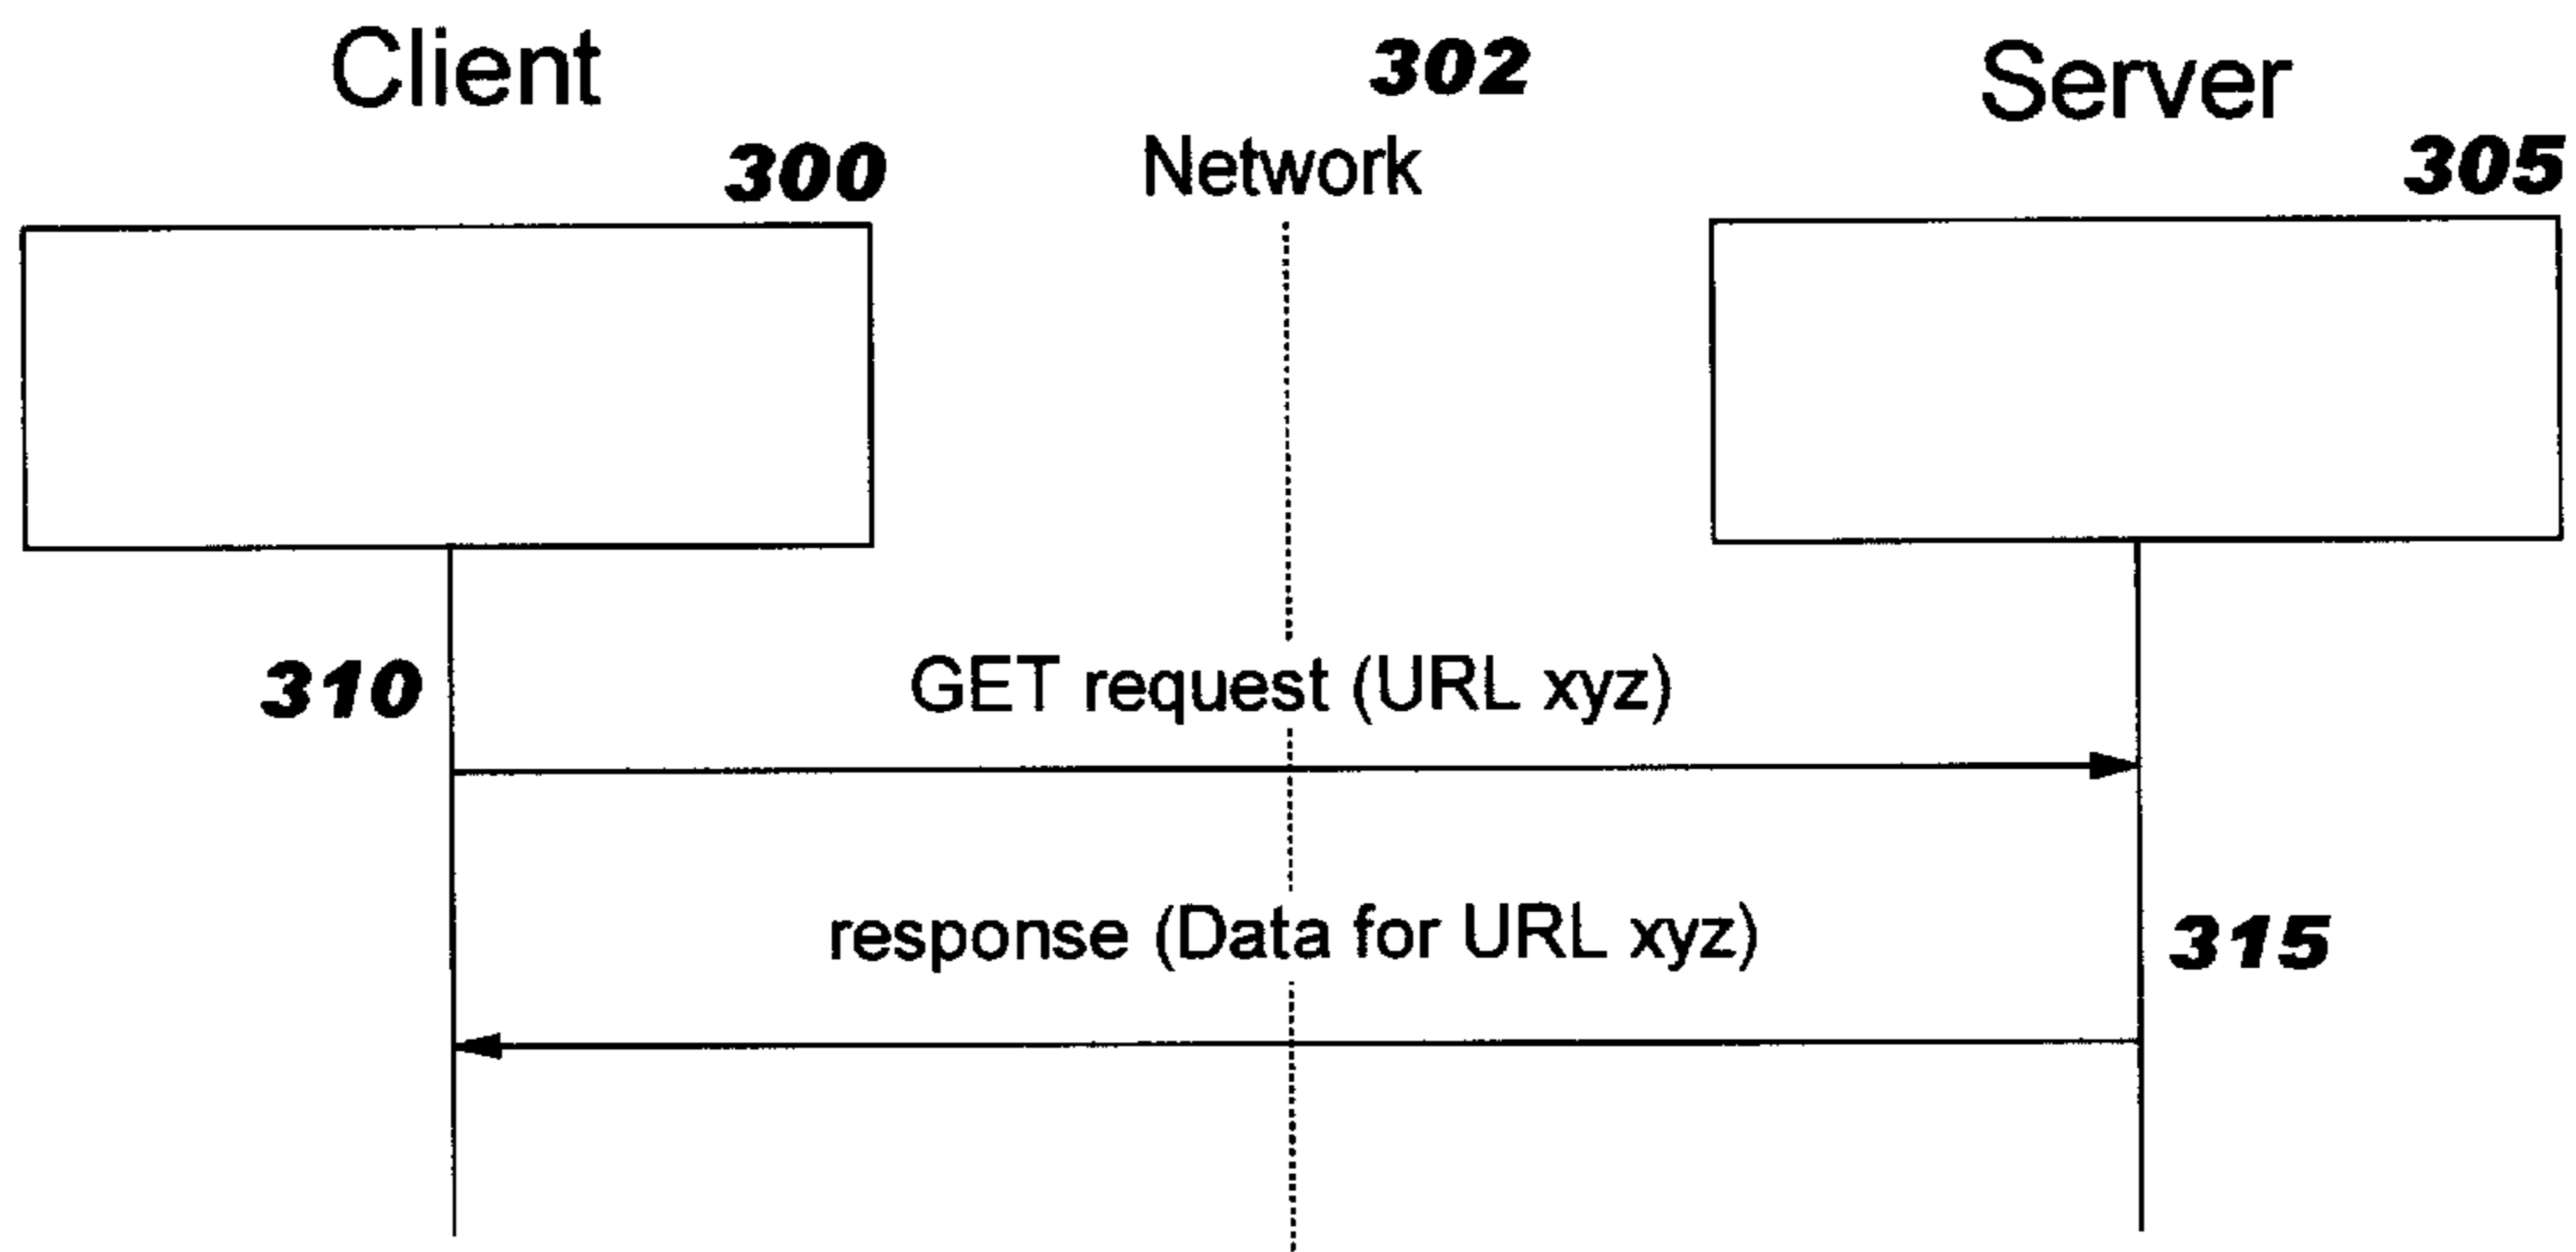 Client
302
Server
300
Network
305
310
GET request (URL xyz)
response (Data for URL xyz)
315